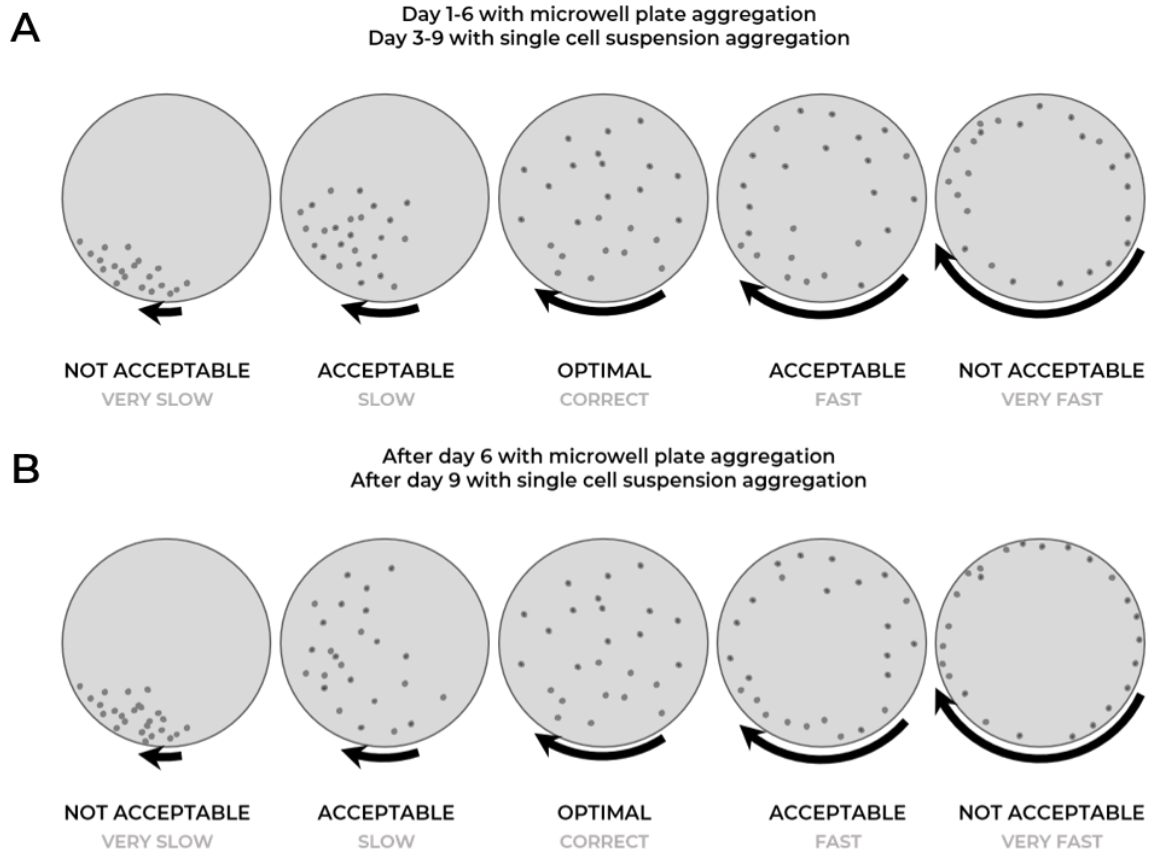 A
Day 1-6 with microwell plate aggregation
Day 3-9 with single cell suspension aggregation
NOT ACCEPTABLE
VERY SLOW
ACCEPTABLE
SLOW
OPTIMAL
CORRECT
ACCEPTABLE
FAST
NOT ACCEPTABLE
VERY FAST
B
After day 6 with microwell plate aggregation
After day 9 with single cell suspension aggregation
NOT ACCEPTABLE
VERY SLOW
ACCEPTABLE
SLOW
OPTIMAL
CORRECT
ACCEPTABLE
FAST
NOT ACCEPTABLE
VERY FAST